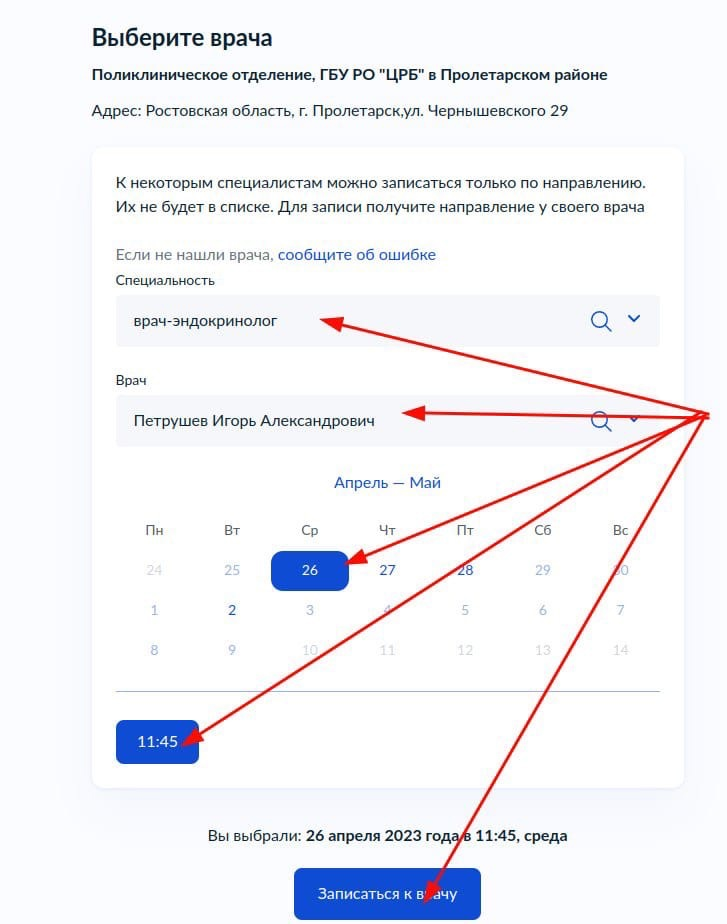 Выберите врача
Поликлиническое отделение, ГБУ РО "ЦРБ" в Пролетарском районе
Адрес: Ростовская область, г. Пролетарск,ул. Чернышевского 29
К некоторым специалистам можно записаться только по направлению.
Их не будет в списке. Для записи получите направление у своего врача
Если не нашли врача, сообщите об ошибке
Специальность
врач-эндокринолог
Врач
Петрушев Игорь Александрович
Апрель — Май
Пн Вт Ср Чт Пт Сб Вс
24 25 26 27 28 29 30
1 2 3 4 5 6 7
8 9 10 11 12 13 14
11:45
Вы выбрали: 26 апреля 2023 года в 11:45, среда
Записаться к врачу